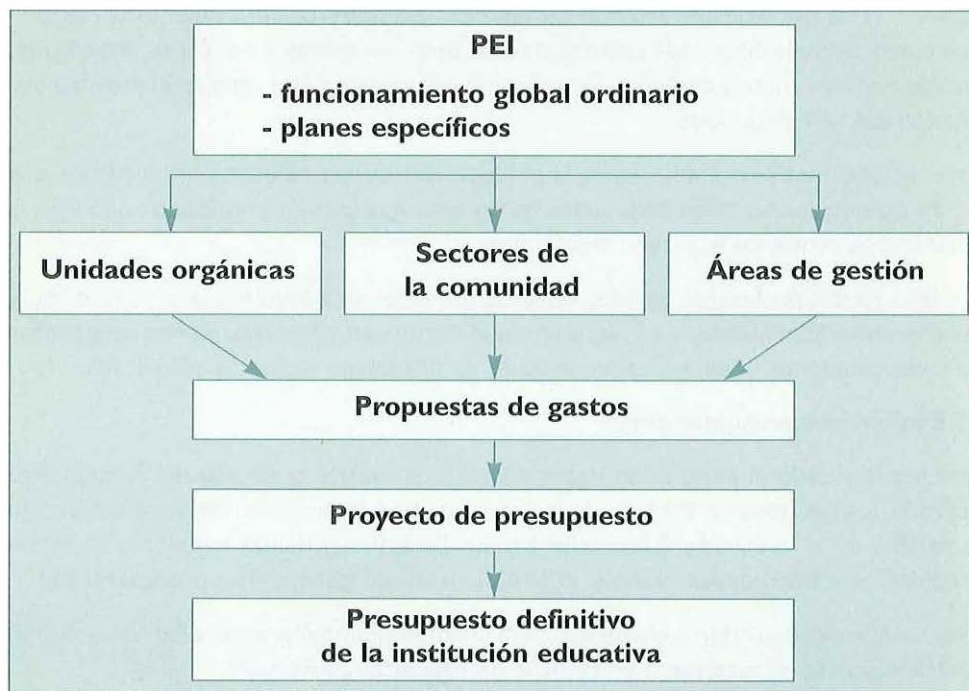 PEI
- funcionamiento global ordinario
- planes específicos
Unidades orgánicas
Sectores de
la comunidad
Áreas de gestión
Propuestas de gastos
Proyecto de presupuesto
Presupuesto definitivo
de la institución educativa